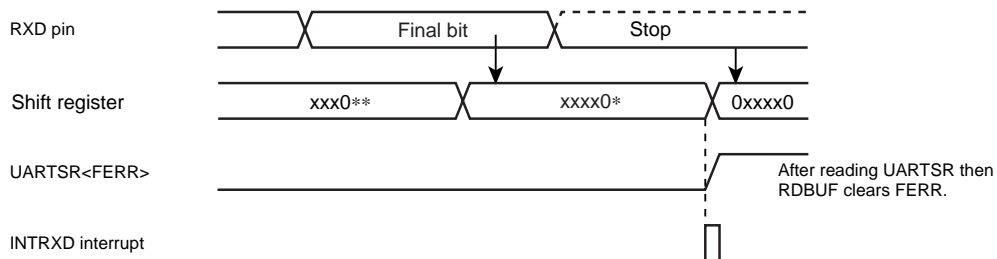 RXD pin
Final bit
Stop
Shift register
xxx0**
xxxx0*
0xxxx0
UARTSR<FERR>
After reading UARTSR then
RDBUF clears FERR.
INTRXD interrupt